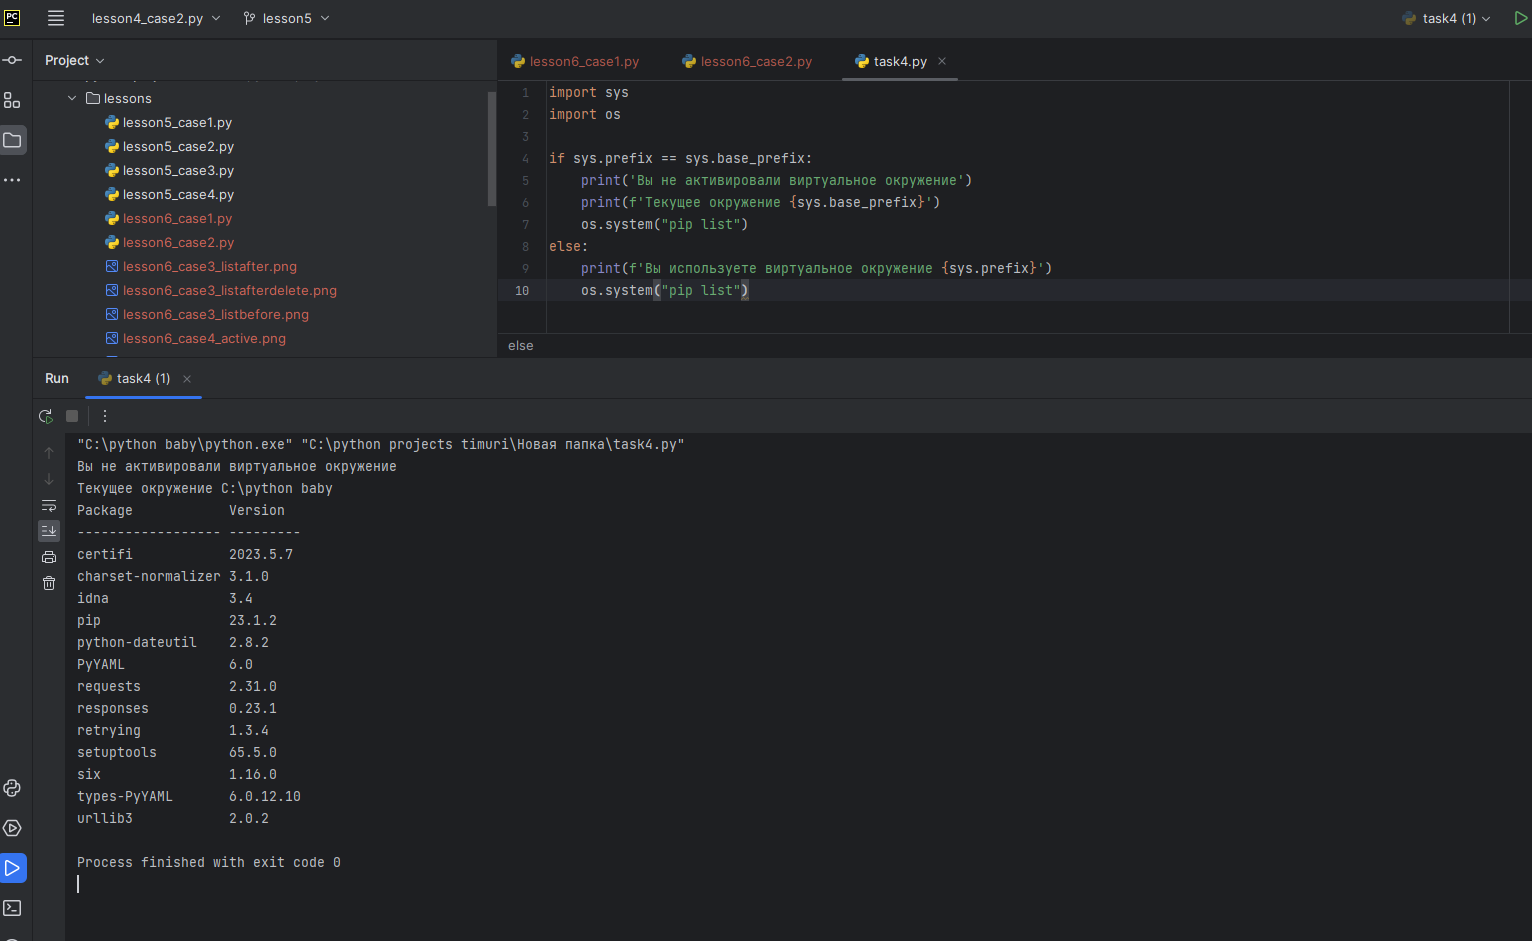 PC lesson4_case2.py lesson5 task4 (1)
Project
lessons
lesson5_case1.py
lesson5_case2.py
lesson5_case3.py
lesson5_case4.py
lesson6_case1.py
lesson6_case2.py
lesson6_case3_listafter.png
lesson6_case3_listafterdelete.png
lesson6_case3_listbefore.png
lesson6_case4_active.png
lesson6_case1.py lesson6_case2.py task4.py
1 import sys
2 import os
3
4 if sys.prefix == sys.base_prefix:
5 print('Вы не активировали виртуальное окружение')
6 print(f'Текущее окружение {sys.base_prefix}')
7 os.system("pip list")
8 else:
9 print(f'Вы используете виртуальное окружение {sys.prefix}')
10 os.system("pip list")
else
Run task4 (1)
"C:\python baby\python.exe" "C:\python projects timuri\Новая папка\task4.py"
Вы не активировали виртуальное окружение
Текущее окружение C:\python baby
Package Version
------------------ ---------
certifi 2023.5.7
charset-normalizer 3.1.0
idna 3.4
pip 23.1.2
python-dateutil 2.8.2
PyYAML 6.0
requests 2.31.0
responses 0.23.1
retrying 1.3.4
setuptools 65.5.0
six 1.16.0
types-PyYAML 6.0.12.10
urllib3 2.0.2
Process finished with exit code 0